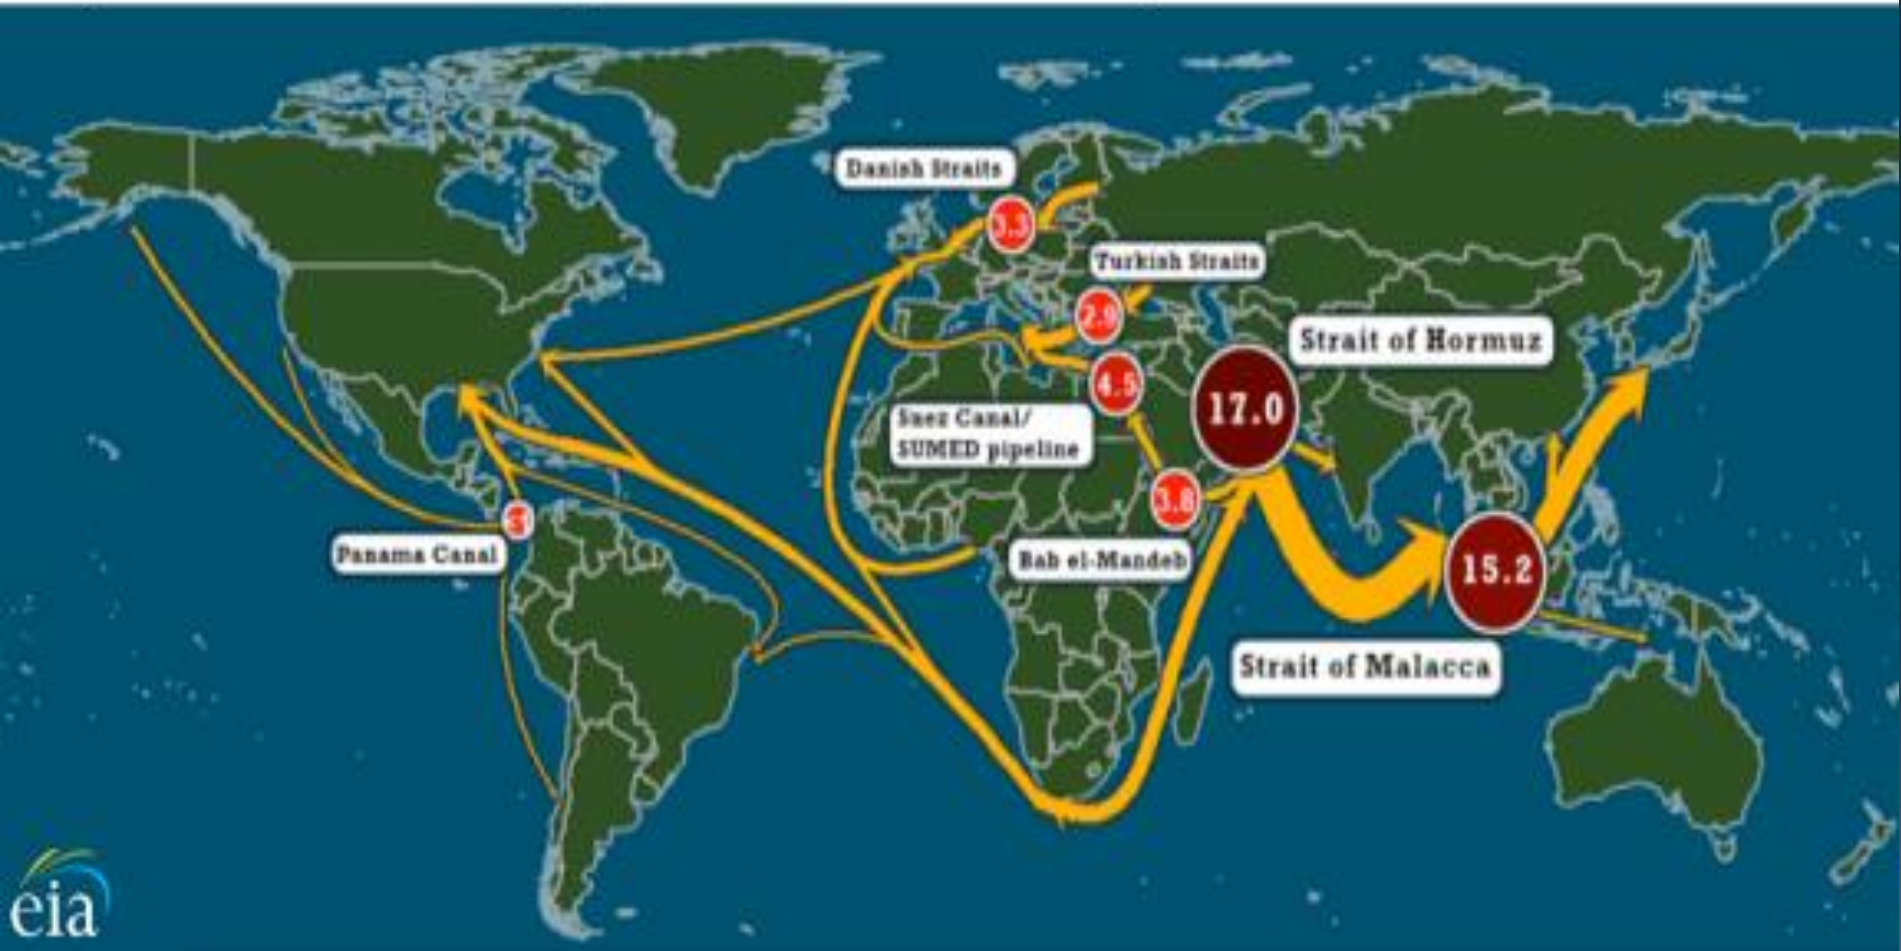 Danish Straits
3.3
Turkish Straits
2.9
Strait of Hormuz
4.5
17.0
Suez Canal/
SUMED pipeline
3.8
Panama Canal
Bab el-Mandeb
15.2
Strait of Malacca
eia